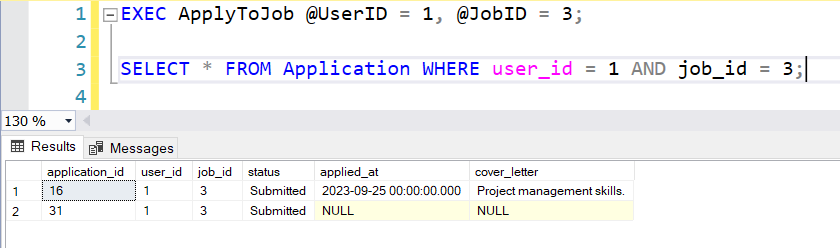 1 EXEC ApplyToJob @UserID = 1, @JobID = 3;
2
3 SELECT * FROM Application WHERE user_id = 1 AND job_id = 3;
4
130 %
Results Messages
application_id user_id job_id status applied_at cover_letter
1 16 1 3 Submitted 2023-09-25 00:00:00.000 Project management skills.
2 31 1 3 Submitted NULL NULL